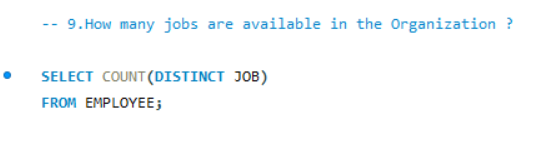 -- 9.How many jobs are available in the Organization ?
SELECT COUNT(DISTINCT JOB)
FROM EMPLOYEE;